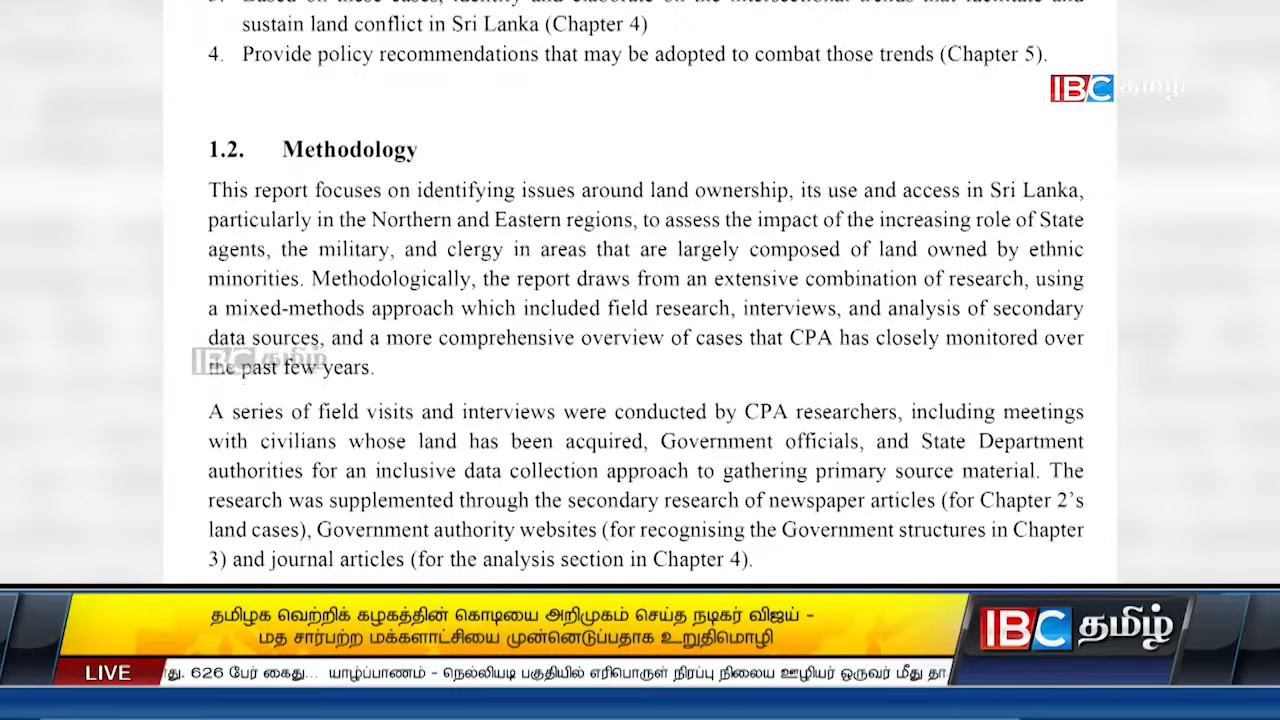 sustain land conflict in Sri Lanka (Chapter 4)
4. Provide policy recommendations that may be adopted to combat those trends (Chapter 5).
IBC தமிழ்
1.2. Methodology
This report focuses on identifying issues around land ownership, its use and access in Sri Lanka,
particularly in the Northern and Eastern regions, to assess the impact of the increasing role of State
agents, the military, and clergy in areas that are largely composed of land owned by ethnic
minorities. Methodologically, the report draws from an extensive combination of research, using
a mixed-methods approach which included field research, interviews, and analysis of secondary
data sources, and a more comprehensive overview of cases that CPA has closely monitored over
IBC தமிழ்
the past few years.
A series of field visits and interviews were conducted by CPA researchers, including meetings
with civilians whose land has been acquired, Government officials, and State Department
authorities for an inclusive data collection approach to gathering primary source material. The
research was supplemented through the secondary research of newspaper articles (for Chapter 2’s
land cases), Government authority websites (for recognising the Government structures in Chapter
3) and journal articles (for the analysis section in Chapter 4).
தமிழக வெற்றிக் கழகத்தின் கொடியை அறிமுகம் செய்த நடிகர் விஜய் -
மத சார்பற்ற மக்களாட்சியை முன்னெடுப்பதாக உறுதிமொழி
IBC தமிழ்
LIVE
626 பேர் கைது... யாழ்ப்பாணம் - நெல்லியடி பகுதியில் எரிபொருள் நிரப்பு நிலைய ஊழியர் ஒருவர் மீது தா